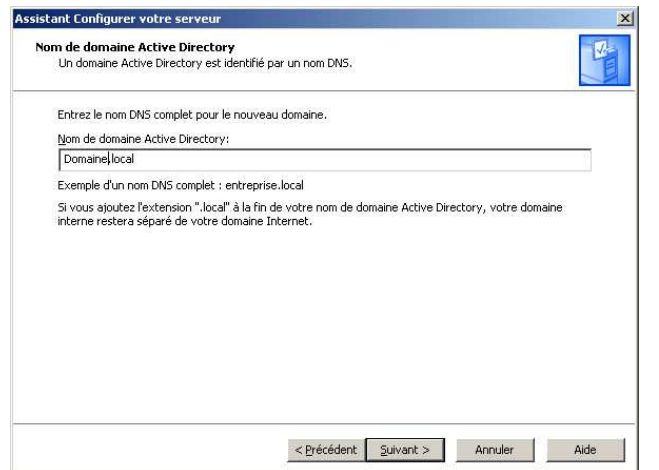 Assistant Configurer votre serveur
Nom de domaine Active Directory
Un domaine Active Directory est identifié par un nom DNS.
Entrez le nom DNS complet pour le nouveau domaine.
Nom de domaine Active Directory:
Domaine.local
Exemple d'un nom DNS complet : entreprise.local
Si vous ajoutez l'extension ".local" à la fin de votre nom de domaine Active Directory, votre domaine
interne restera séparé de votre domaine Internet.
< Précédent Suivant > Annuler Aide